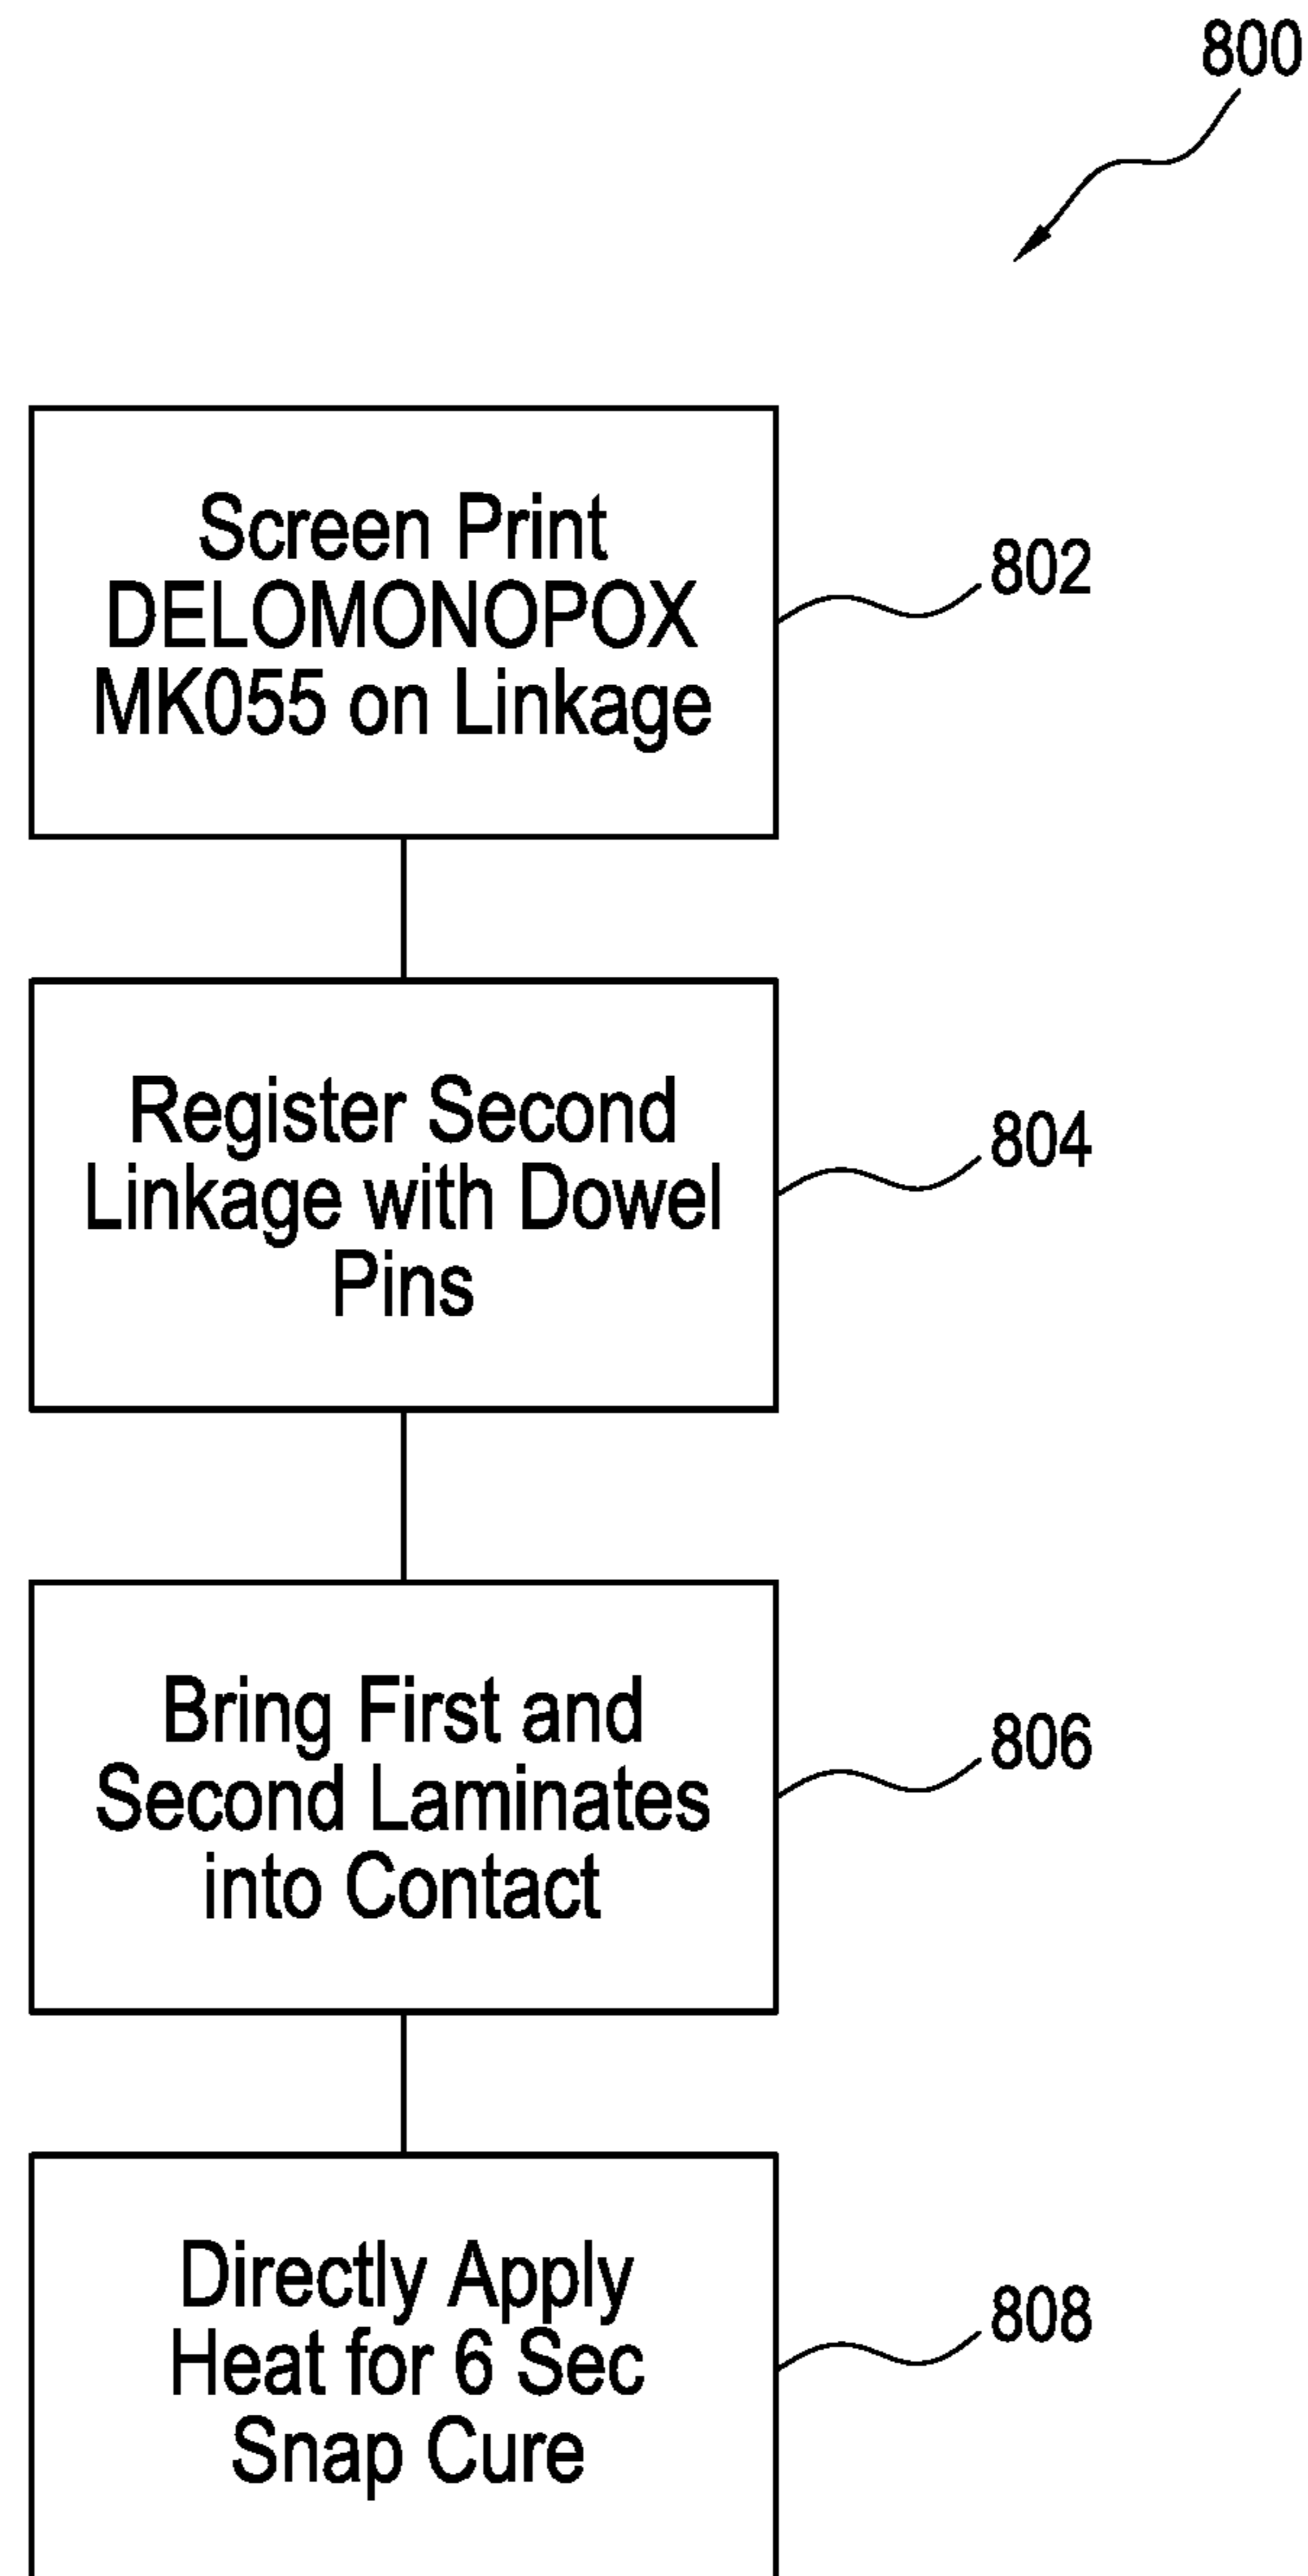 800
Screen Print
DELOMONOPOX
MK055 on Linkage
802
Register Second
Linkage with Dowel
Pins
804
Bring First and
Second Laminates
into Contact
806
Directly Apply
Heat for 6 Sec
Snap Cure
808